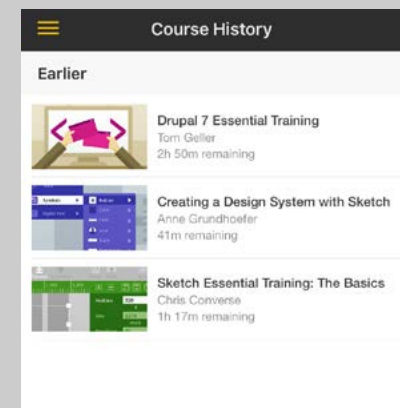 Course History
Earlier
Drupal 7 Essential Training
Tom Geller
2h 50m remaining
Creating a Design System with Sketch
Anne Grundhoefer
41m remaining
Sketch Essential Training: The Basics
Chris Converse
1h 17m remaining